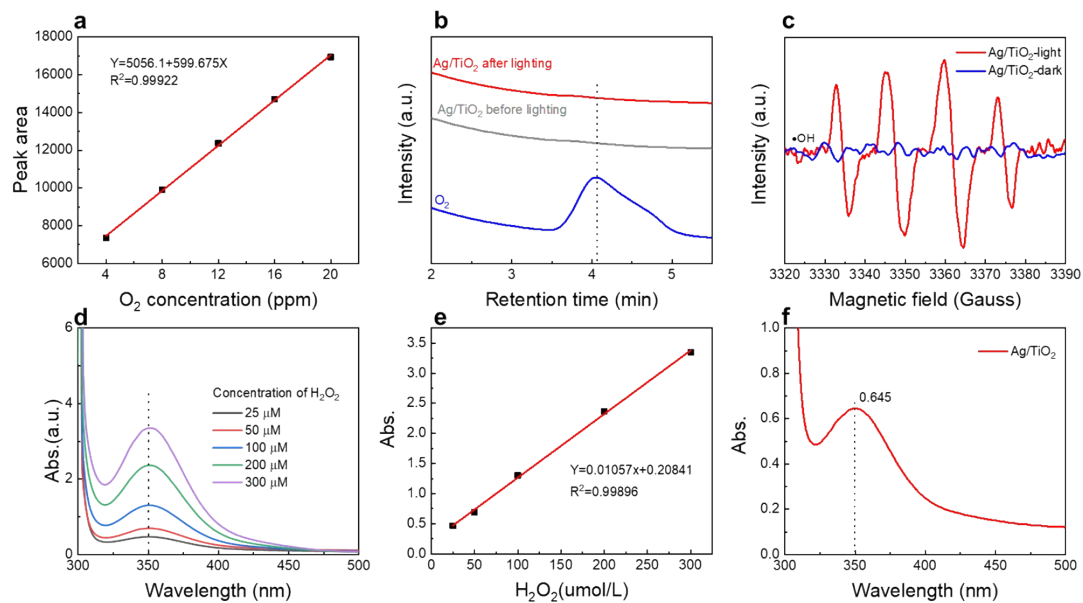 a
Y=5056.1+599.675X
R²=0.99922
Peak area
18000
16000
14000
12000
10000
8000
6000
4
8
12
16
20
O₂ concentration (ppm)
b
Ag/TiO₂ after lighting
Ag/TiO₂ before lighting
O₂
Intensity (a.u.)
2
3
4
5
Retention time (min)
c
Ag/TiO₂-light
Ag/TiO₂-dark
•OH
Intensity (a.u.)
3320
3330
3340
3350
3360
3370
3380
3390
Magnetic field (Gauss)
d
Concentration of H₂O₂
25 μM
50 μM
100 μM
200 μM
300 μM
Abs.(a.u.)
6
4
2
0
300
350
400
450
500
Wavelength (nm)
e
Y=0.01057x+0.20841
R²=0.99896
Abs.
3.5
3.0
2.5
2.0
1.5
1.0
0.5
0.0
0
50
100
150
200
250
300
H₂O₂(umol/L)
f
Ag/TiO₂
0.645
Abs.
1.0
0.8
0.6
0.4
0.2
0.0
300
350
400
450
500
Wavelength (nm)